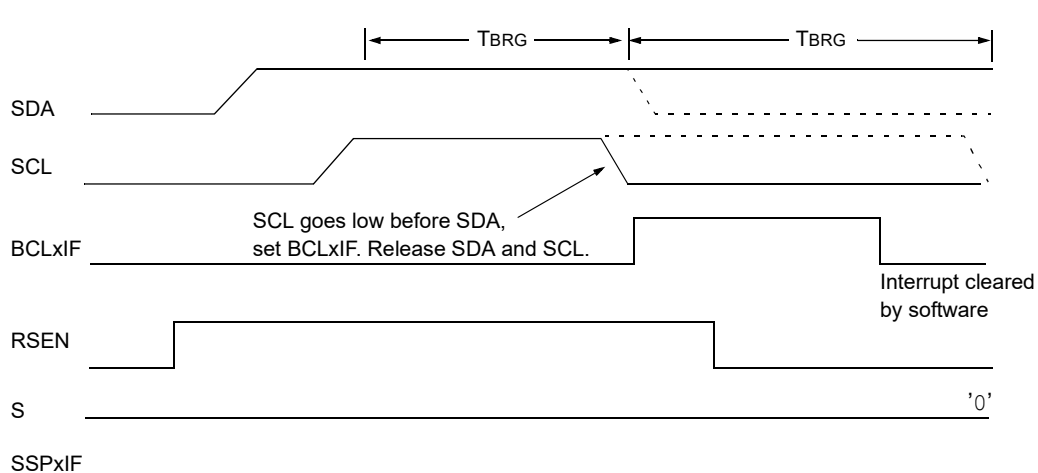 TBRG
TBRG
SDA
SCL
SCL goes low before SDA,
set BCLxIF. Release SDA and SCL.
BCLxIF
Interrupt cleared
by software
RSEN
S
'0'
SSPxIF